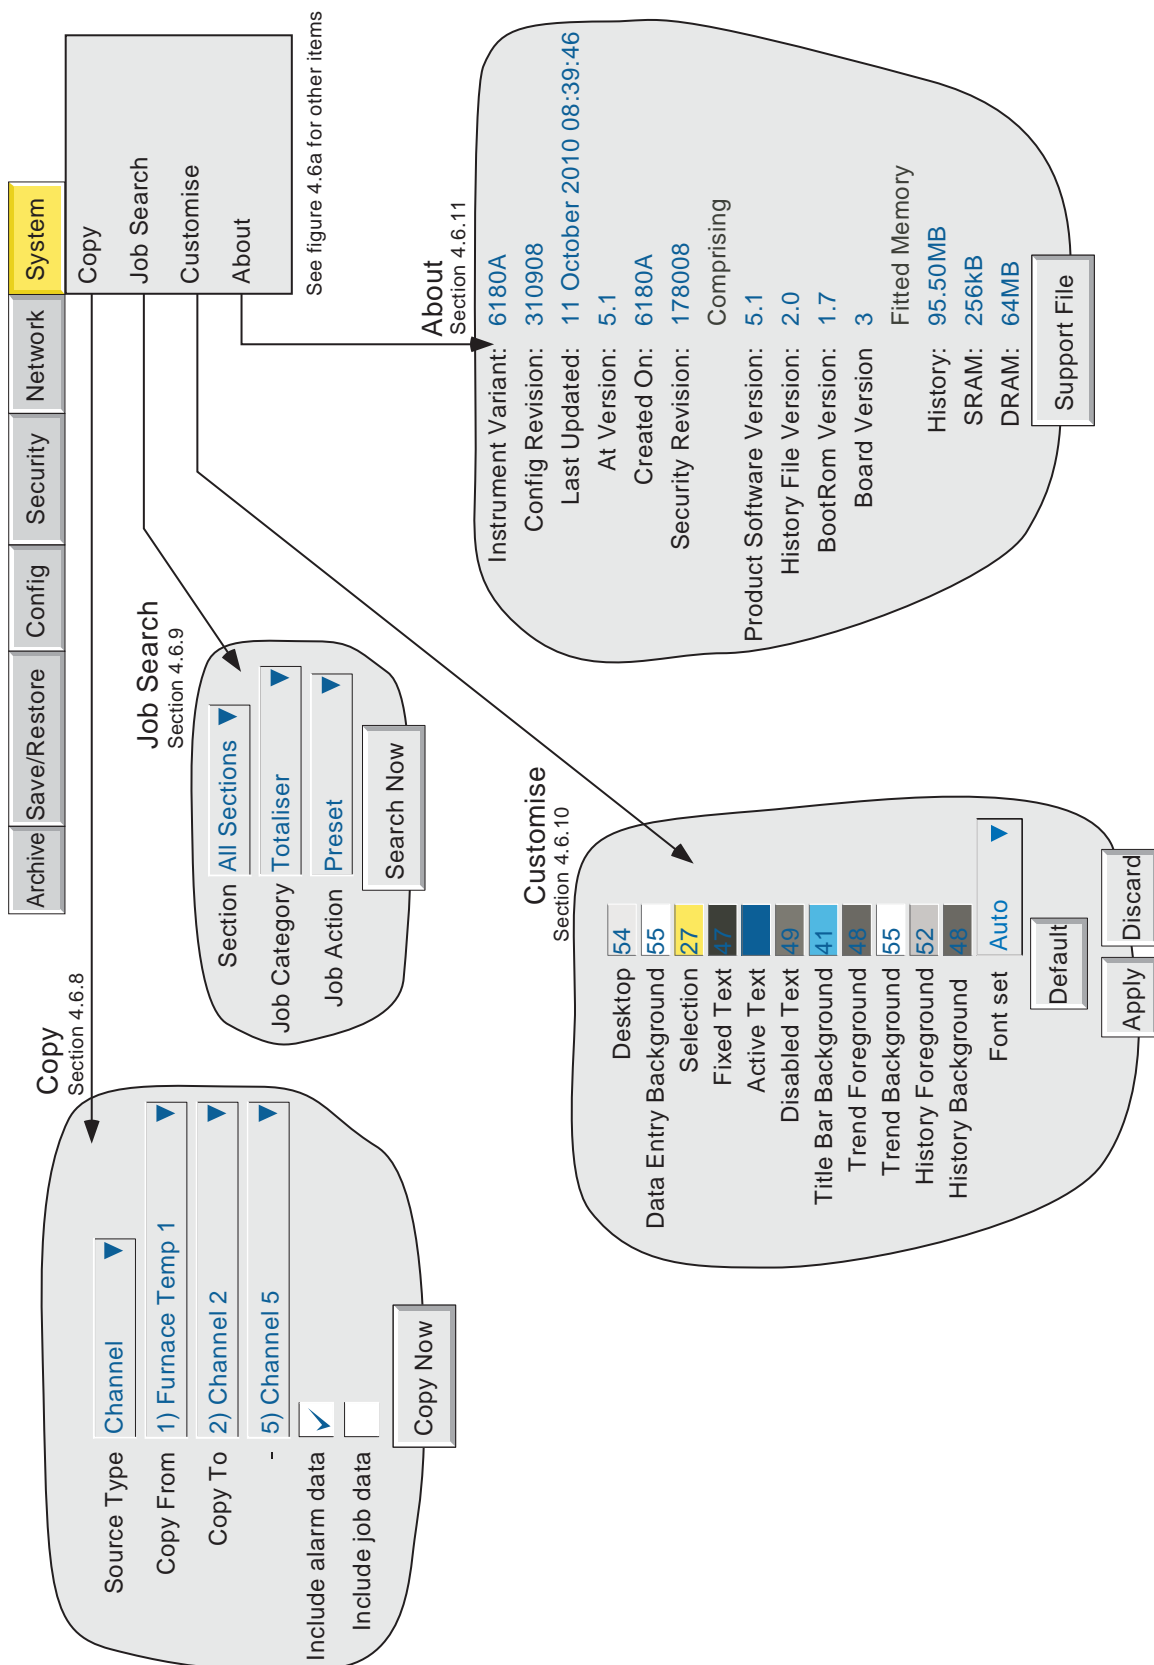 Archive Save/Restore Config Security Network System
Copy
Job Search
Customise
About
See figure 4.6a for other items
Copy
Section 4.6.8
Source Type Channel
Copy From 1) Furnace Temp 1
Copy To 2) Channel 2
- 5) Channel 5
Include alarm data
Include job data
Copy Now
Job Search
Section 4.6.9
Section All Sections
Job Category Totaliser
Job Action Preset
Search Now
Customise
Section 4.6.10
Desktop 54
Data Entry Background 55
Selection 27
Fixed Text 47
Active Text
Disabled Text 49
Title Bar Background 41
Trend Foreground 48
Trend Background 55
History Foreground 52
History Background 48
Font set Auto
Default
Apply Discard
About
Section 4.6.11
Instrument Variant: 6180A
Config Revision: 310908
Last Updated: 11 October 2010 08:39:46
At Version: 5.1
Created On: 6180A
Security Revision: 178008
Comprising
Product Software Version: 5.1
History File Version: 2.0
BootRom Version: 1.7
Board Version 3
Fitted Memory
History: 95.50MB
SRAM: 256kB
DRAM: 64MB
Support File